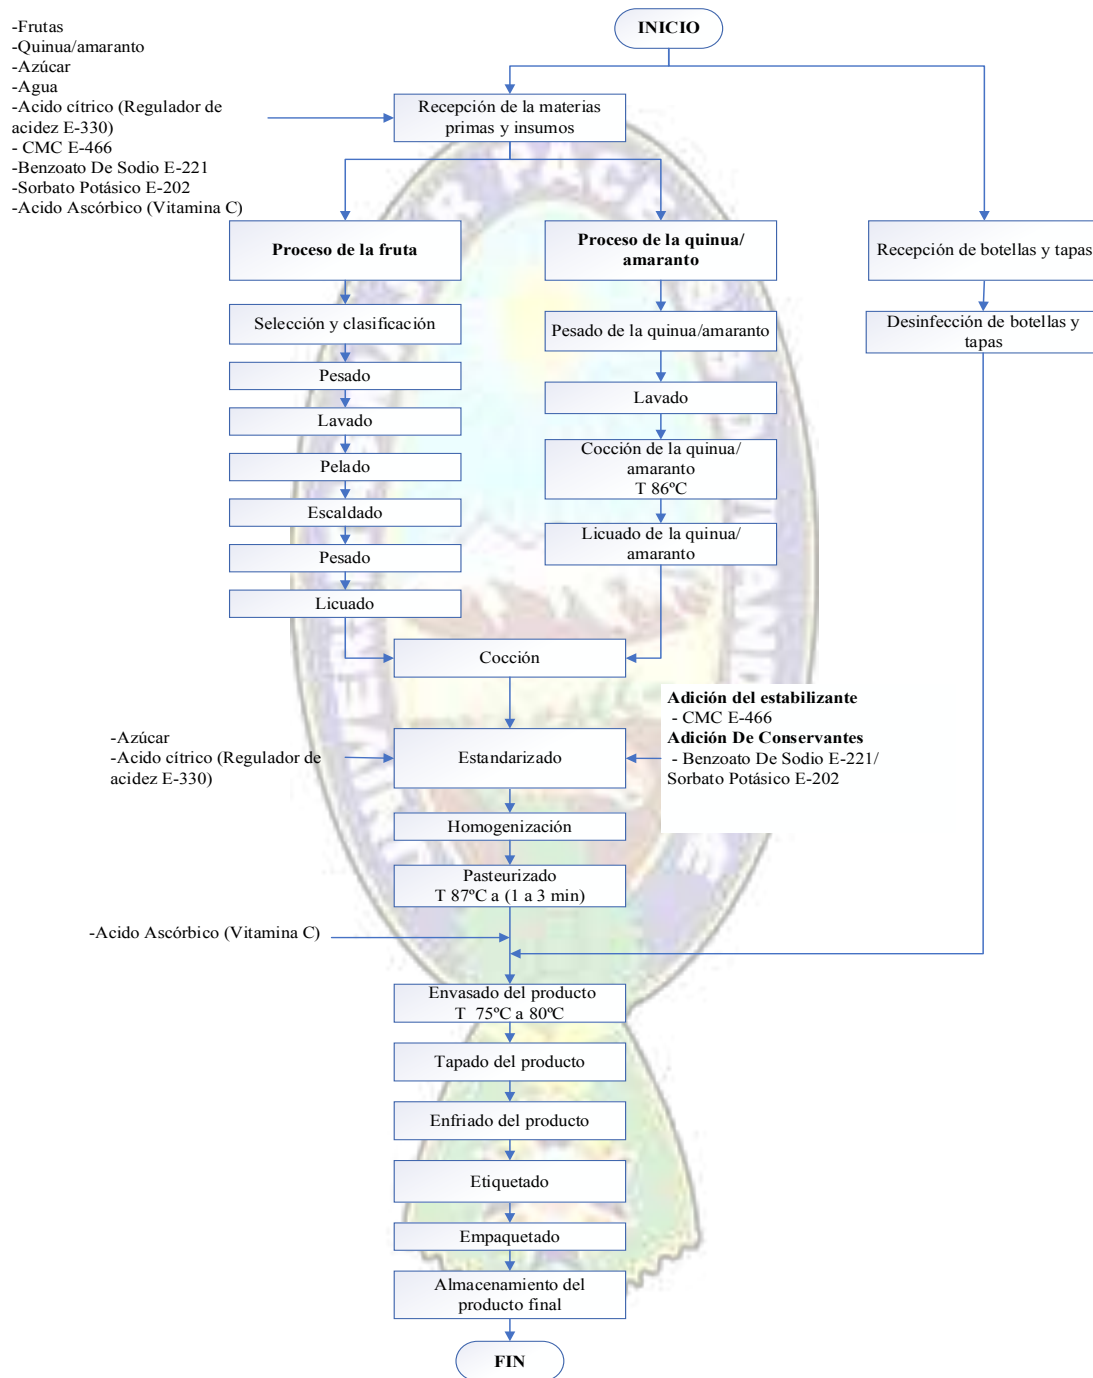 INICIO
-Frutas
-Quinua/amaranto
-Azúcar
-Agua
-Acido cítrico (Regulador de
acidez E-330)
- CMC E-466
-Benzoato De Sodio E-221
-Sorbato Potásico E-202
-Acido Ascórbico (Vitamina C)
Recepción de la materias
primas y insumos
Proceso de la fruta
Proceso de la quinua/
amaranto
Recepción de botellas y tapas
Selección y clasificación
Pesado de la quinua/amaranto
Desinfección de botellas y
tapas
Pesado
Lavado
Lavado
Pelado
Cocción de la quinua/
amaranto
T 86ºC
Escaldado
Pesado
Licuado de la quinua/
amaranto
Licuado
Cocción
Adición del estabilizante
- CMC E-466
Adición De Conservantes
- Benzoato De Sodio E-221/
Sorbato Potásico E-202
-Azúcar
-Acido cítrico (Regulador de
acidez E-330)
Estandarizado
Homogenización
Pasteurizado
T 87ºC a (1 a 3 min)
-Acido Ascórbico (Vitamina C)
Envasado del producto
T 75ºC a 80ºC
Tapado del producto
Enfriado del producto
Etiquetado
Empaquetado
Almacenamiento del
producto final
FIN